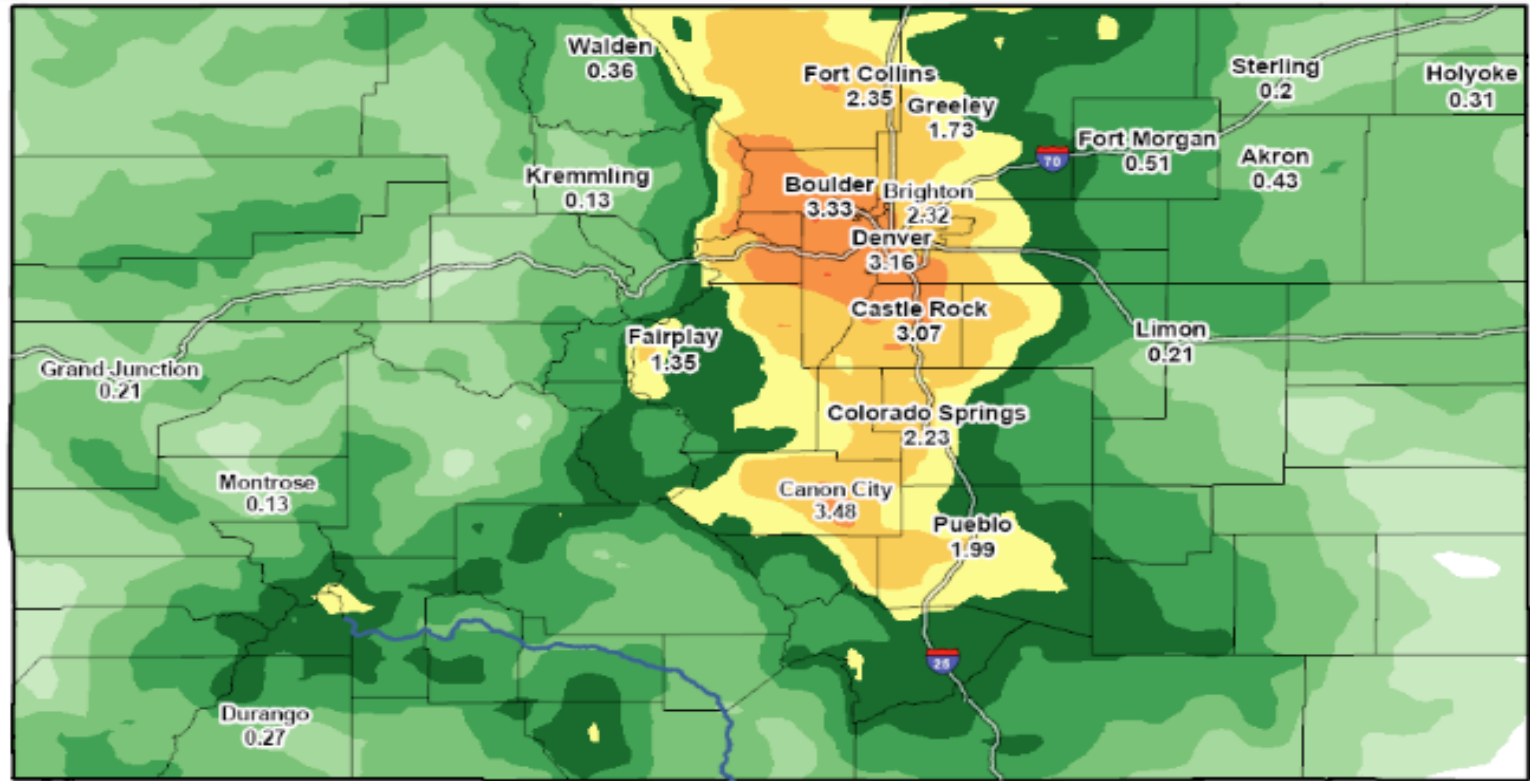 Walden
0.36
Fort Collins
2.35
Greeley
1.73
Sterling
0.2
Holyoke
0.31
Fort Morgan
0.51
70
Akron
0.43
Kremmling
0.13
Boulder
3.33
Brighton
2.32
Denver
3.16
Castle Rock
3.07
Limon
0.21
Fairplay
1.35
Grand Junction
0.21
Colorado Springs
2.23
Montrose
0.13
Canon City
3.48
Pueblo
1.99
25
Durango
0.27